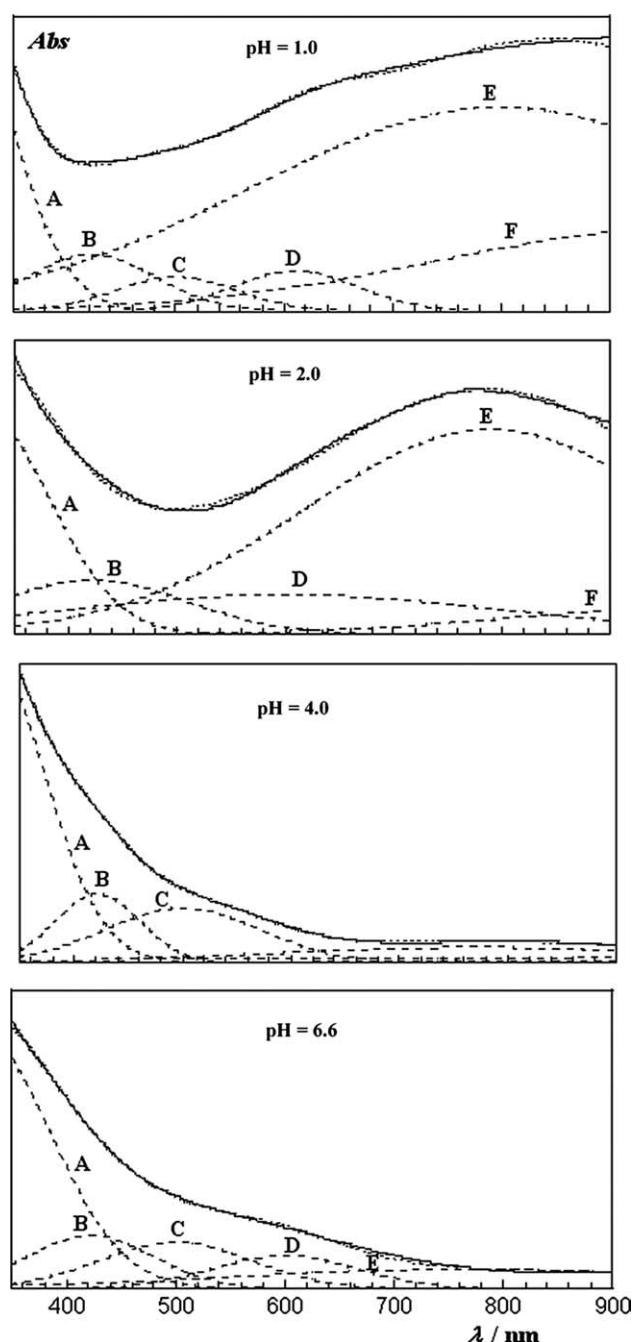 Abs
pH = 1.0
E
A
F
B
D
C
pH = 2.0
E
A
B
D
F
pH = 4.0
A
B
C
pH = 6.6
A
B
C
D
E
400 500 600 700 800 900
λ / nm